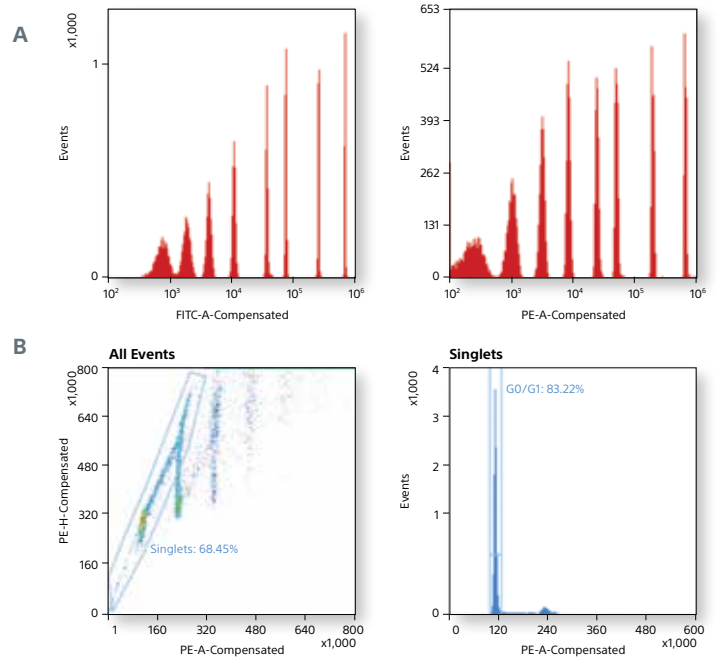 A
x1,000
Events
1
0
10² 10³ 10⁴ 10⁵ 10⁶
FITC-A-Compensated
Events
653
524
393
262
131
0
10² 10³ 10⁴ 10⁵ 10⁶
PE-A-Compensated
B
All Events
x1,000
PE-H-Compensated
800
640
480
320
160
0
Singlets: 68.45%
1 160 320 480 640 800
x1,000
PE-A-Compensated
Singlets
x1,000
Events
4
3
2
1
0
G0/G1: 83.22%
0 120 240 360 480 600
x1,000
PE-A-Compensated